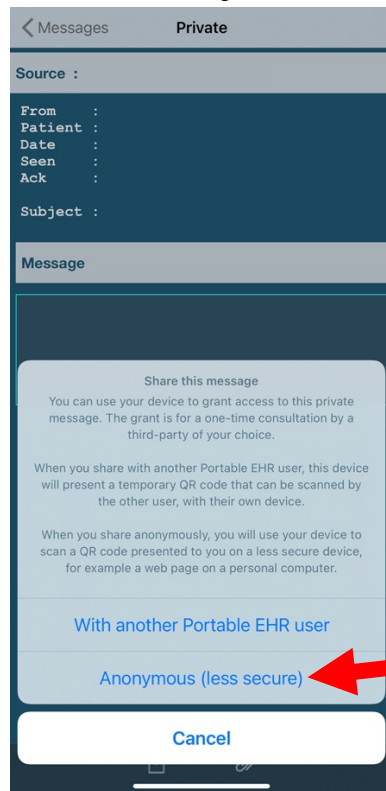 Messages Private
Source :
From :
Patient :
Date :
Seen :
Ack :
Subject :
Message
Share this message
You can use your device to grant access to this private
message. The grant is for a one-time consultation by a
third-party of your choice.
When you share with another Portable EHR user, this device
will present a temporary QR code that can be scanned by
the other user, with their own device.
When you share anonymously, you will use your device to
scan a QR code presented to you on a less secure device,
for example a web page on a personal computer.
With another Portable EHR user
Anonymous (less secure)
Cancel